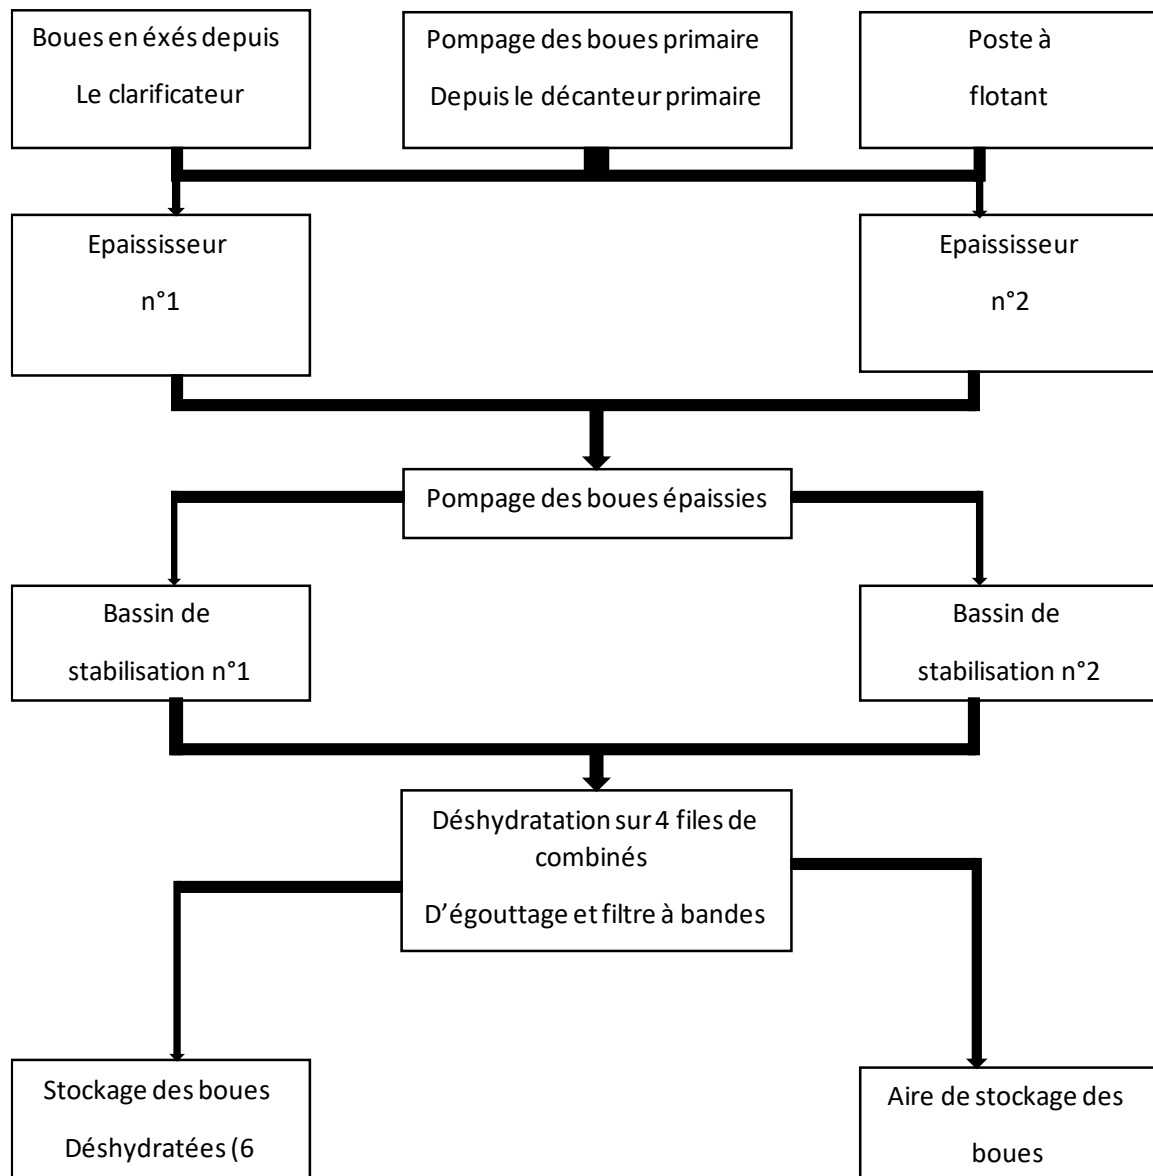 Boues en éxés depuis
Le clarificateur
Pompage des boues primaire
Depuis le décanteur primaire
Poste à
flotant
Epaississeur
n°1
Epaississeur
n°2
Pompage des boues épaissies
Bassin de
stabilisation n°1
Bassin de
stabilisation n°2
Déshydratation sur 4 files de
combinés
D'égouttage et filtre à bandes
Stockage des boues
Déshydratées (6
Aire de stockage des
boues